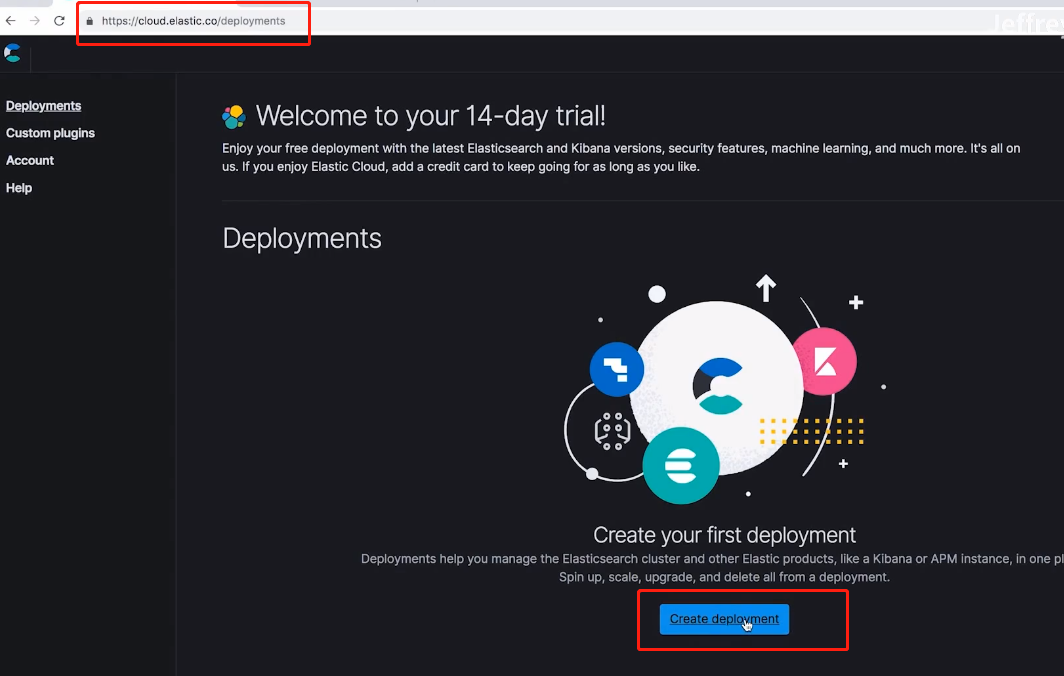 https://cloud.elastic.co/deployments
Jeffrey
Deployments
Custom plugins
Account
Help
Welcome to your 14-day trial!
Enjoy your free deployment with the latest Elasticsearch and Kibana versions, security features, machine learning, and much more. It's all on
us. If you enjoy Elastic Cloud, add a credit card to keep going for as long as you like.
Deployments
Create your first deployment
Deployments help you manage the Elasticsearch cluster and other Elastic products, like a Kibana or APM instance, in one
Spin up, scale, upgrade, and delete all from a deployment.
Create deployment